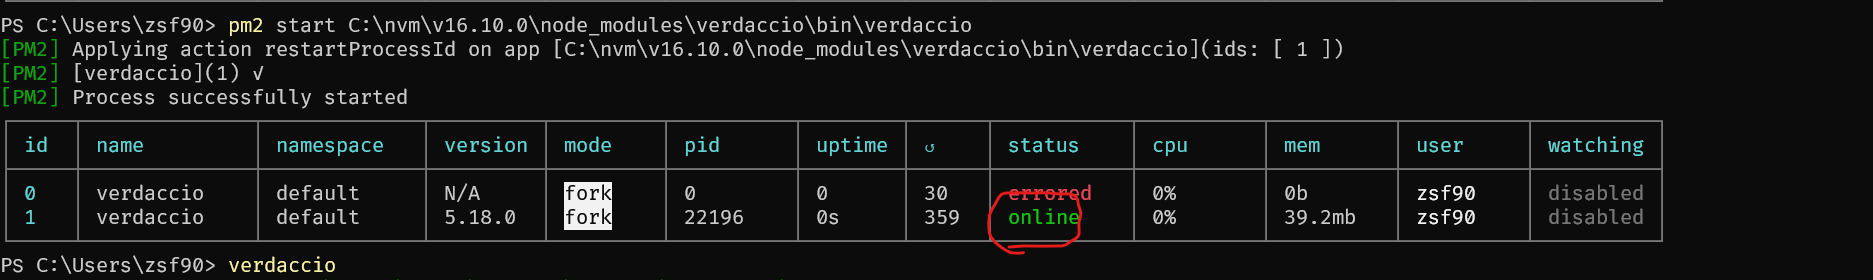 PS C:\Users\zsf90> pm2 start C:\nvm\v16.10.0\node_modules\verdaccio\bin\verdaccio
[PM2] Applying action restartProcessId on app [C:\nvm\v16.10.0\node_modules\verdaccio\bin\verdaccio](ids: [ 1 ])
[PM2] [verdaccio](1) √
[PM2] Process successfully started
id name namespace version mode pid uptime ↺ status cpu mem user watching
0 verdaccio default N/A fork 0 0 30 errored 0% 0b zsf90 disabled
1 verdaccio default 5.18.0 fork 22196 0s 359 online 0% 39.2mb zsf90 disabled
PS C:\Users\zsf90> verdaccio